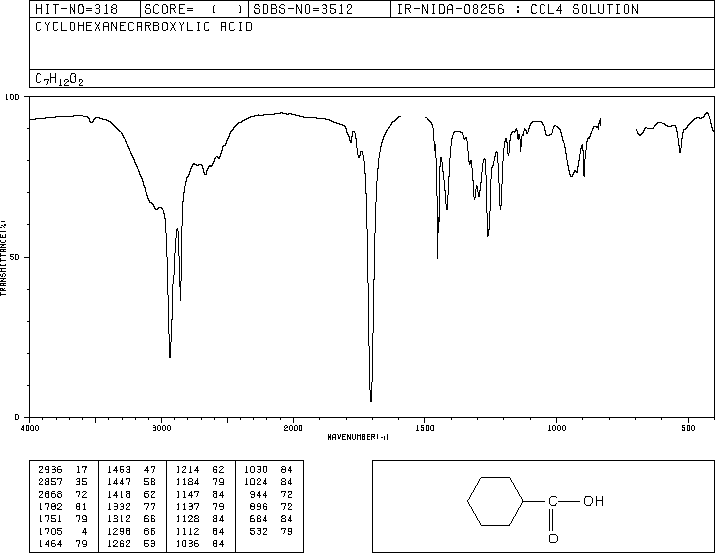 HIT-NO=318 SCORE= ( ) SDBS-NO=3512 IR-NIDA-08256 : CCL4 SOLUTION
CYCLOHEXANECARBOXYLIC ACID
C7H12O2
100
50
0
TRANSMITTANCE(%)
4000 3000 2000 1500 1000 500
WAVENUMBER(-1)
2936 17 1453 47 1214 62 1030 84
2857 35 1447 58 1184 79 1024 84
2668 72 1418 62 1147 84 944 72
1782 81 1332 77 1137 79 896 72
1751 79 1312 66 1128 84 684 84
1705 4 1298 66 1112 84 532 79
1464 79 1262 53 1036 84
C OH
O